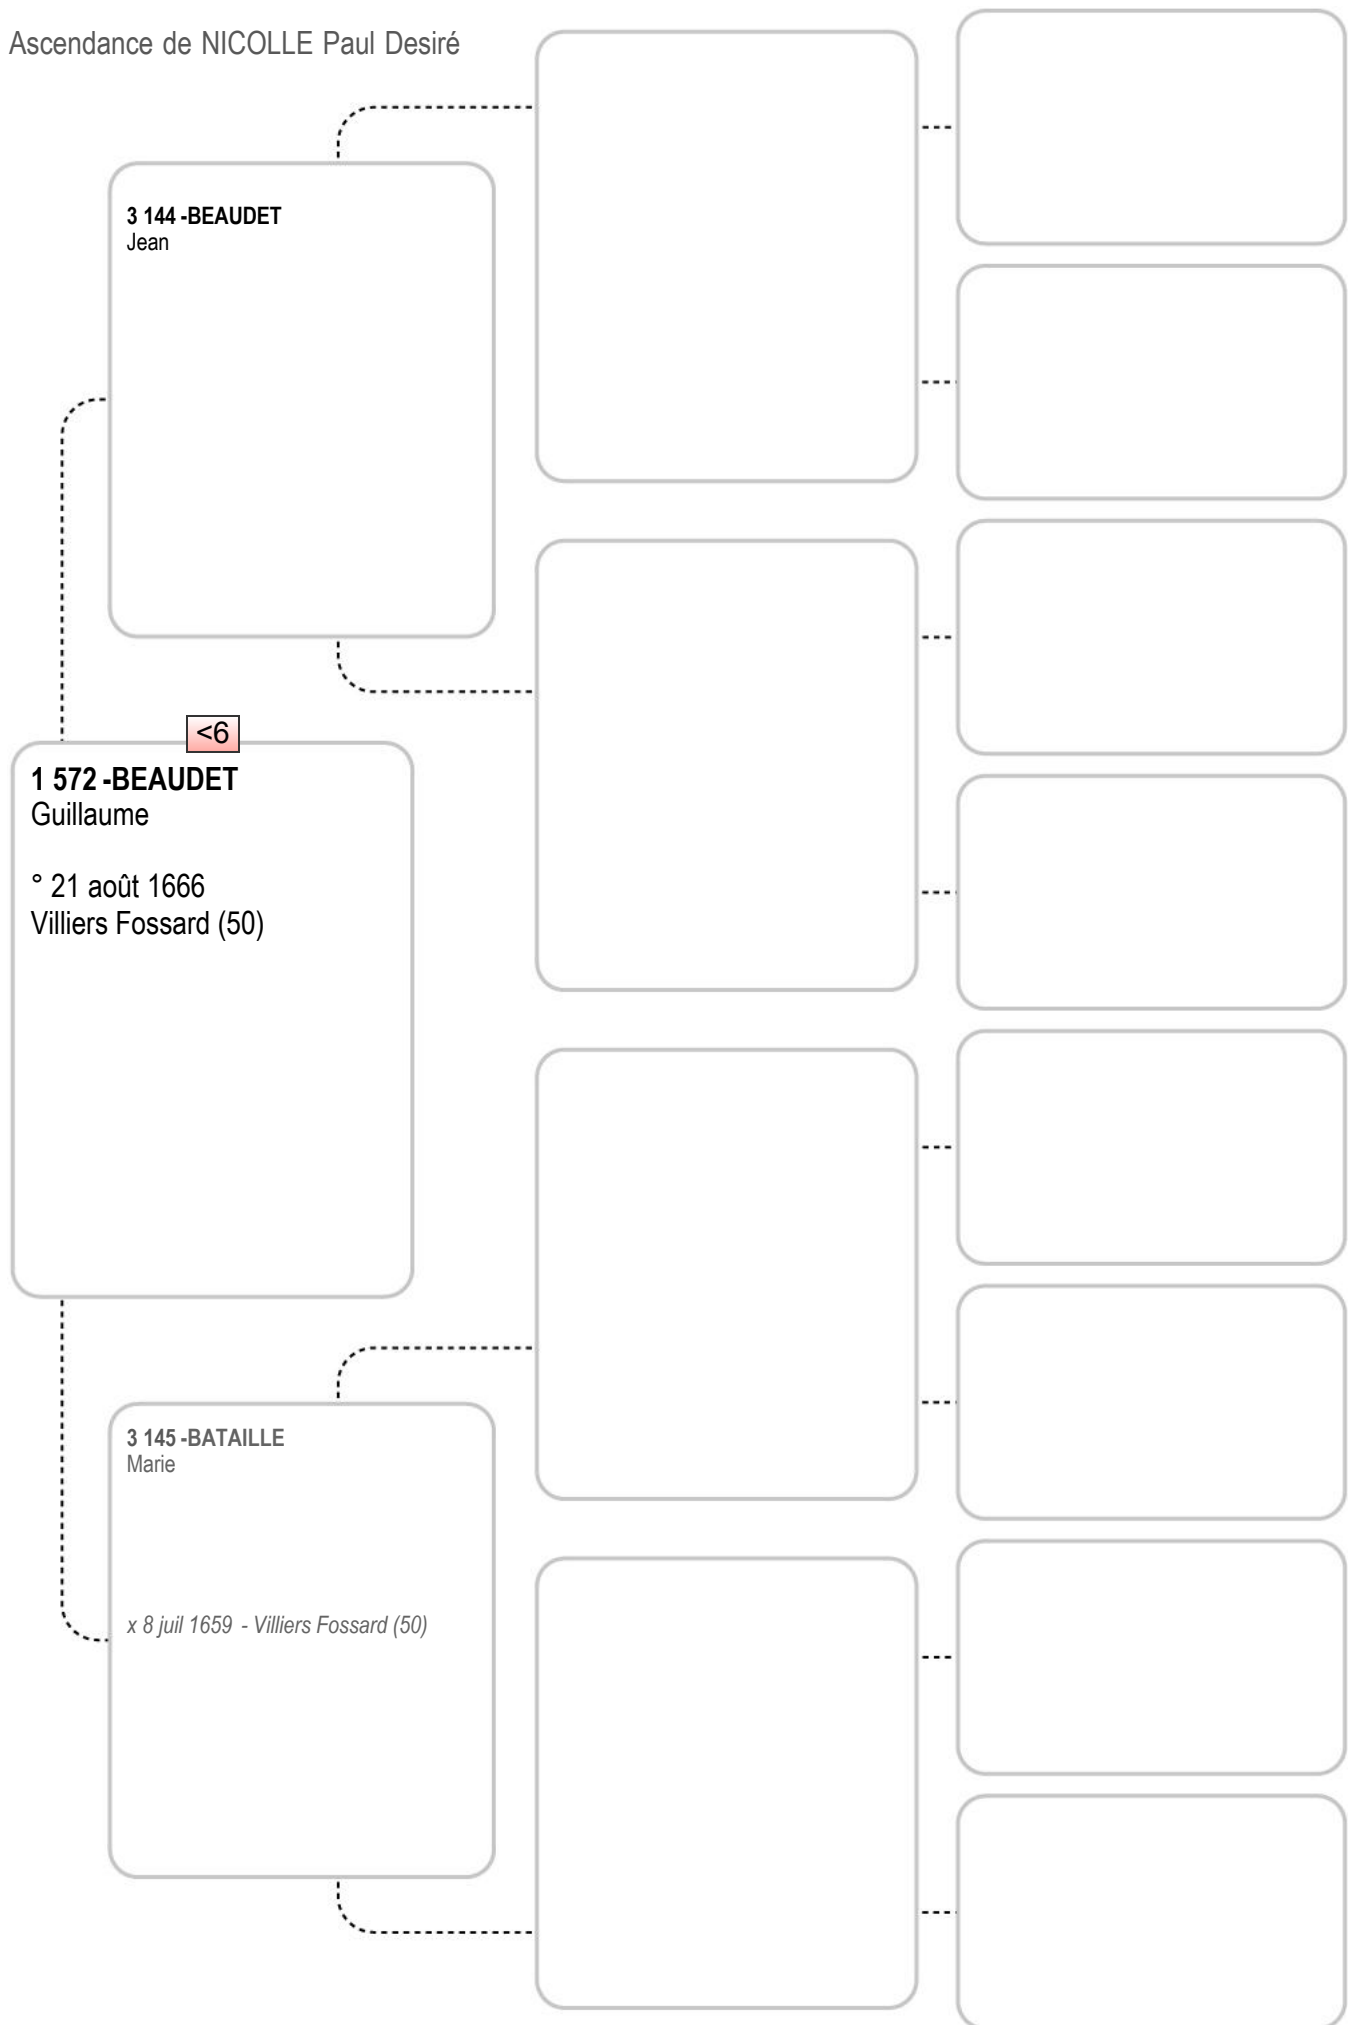 Ascendance de NICOLLE Paul Desiré
3 144 -BEAUDET
Jean
<6
1 572 -BEAUDET
Guillaume
° 21 août 1666
Villiers Fossard (50)
3 145 -BATAILLE
Marie
x 8 juil 1659 - Villiers Fossard (50)